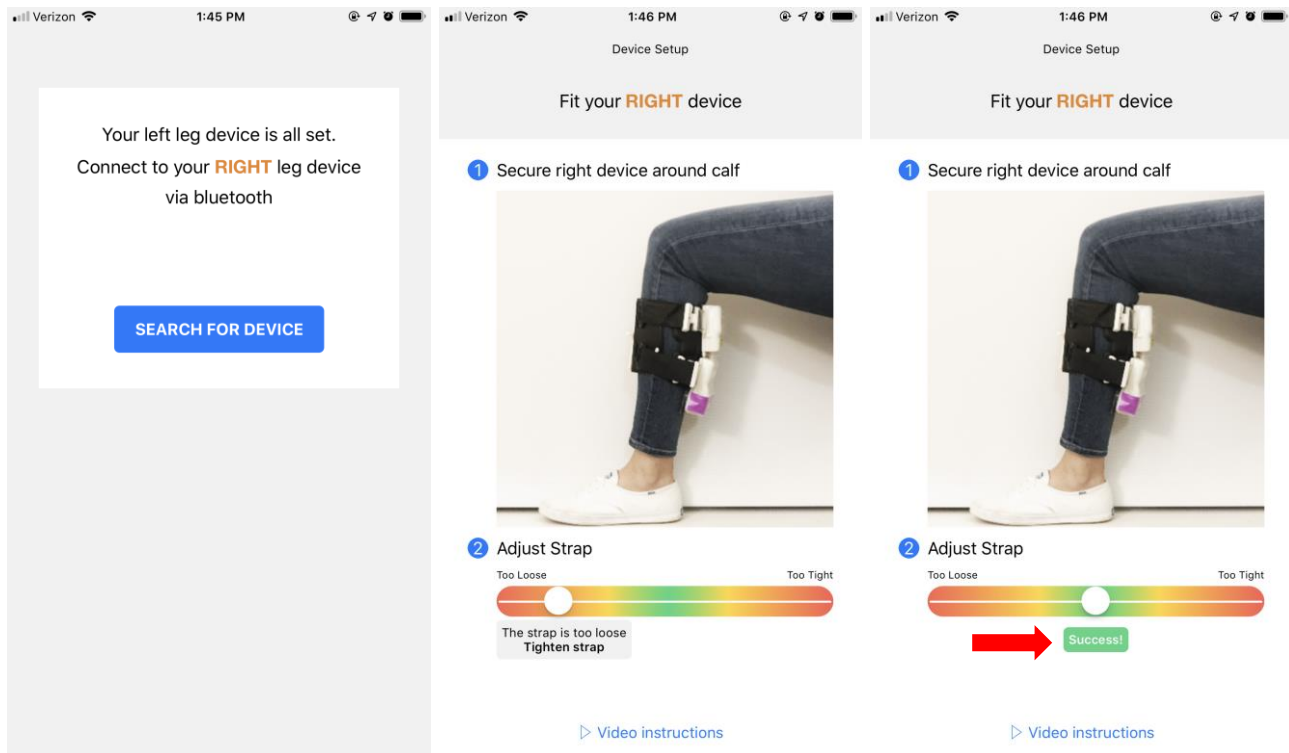 Verizon
1:45 PM
Your left leg device is all set.
Connect to your RIGHT leg device
via bluetooth
SEARCH FOR DEVICE
Verizon
1:46 PM
Device Setup
Fit your RIGHT device
1 Secure right device around calf
2 Adjust Strap
Too Loose
Too Tight
The strap is too loose
Tighten strap
Video instructions
Verizon
1:46 PM
Device Setup
Fit your RIGHT device
1 Secure right device around calf
2 Adjust Strap
Too Loose
Too Tight
Success!
Video instructions